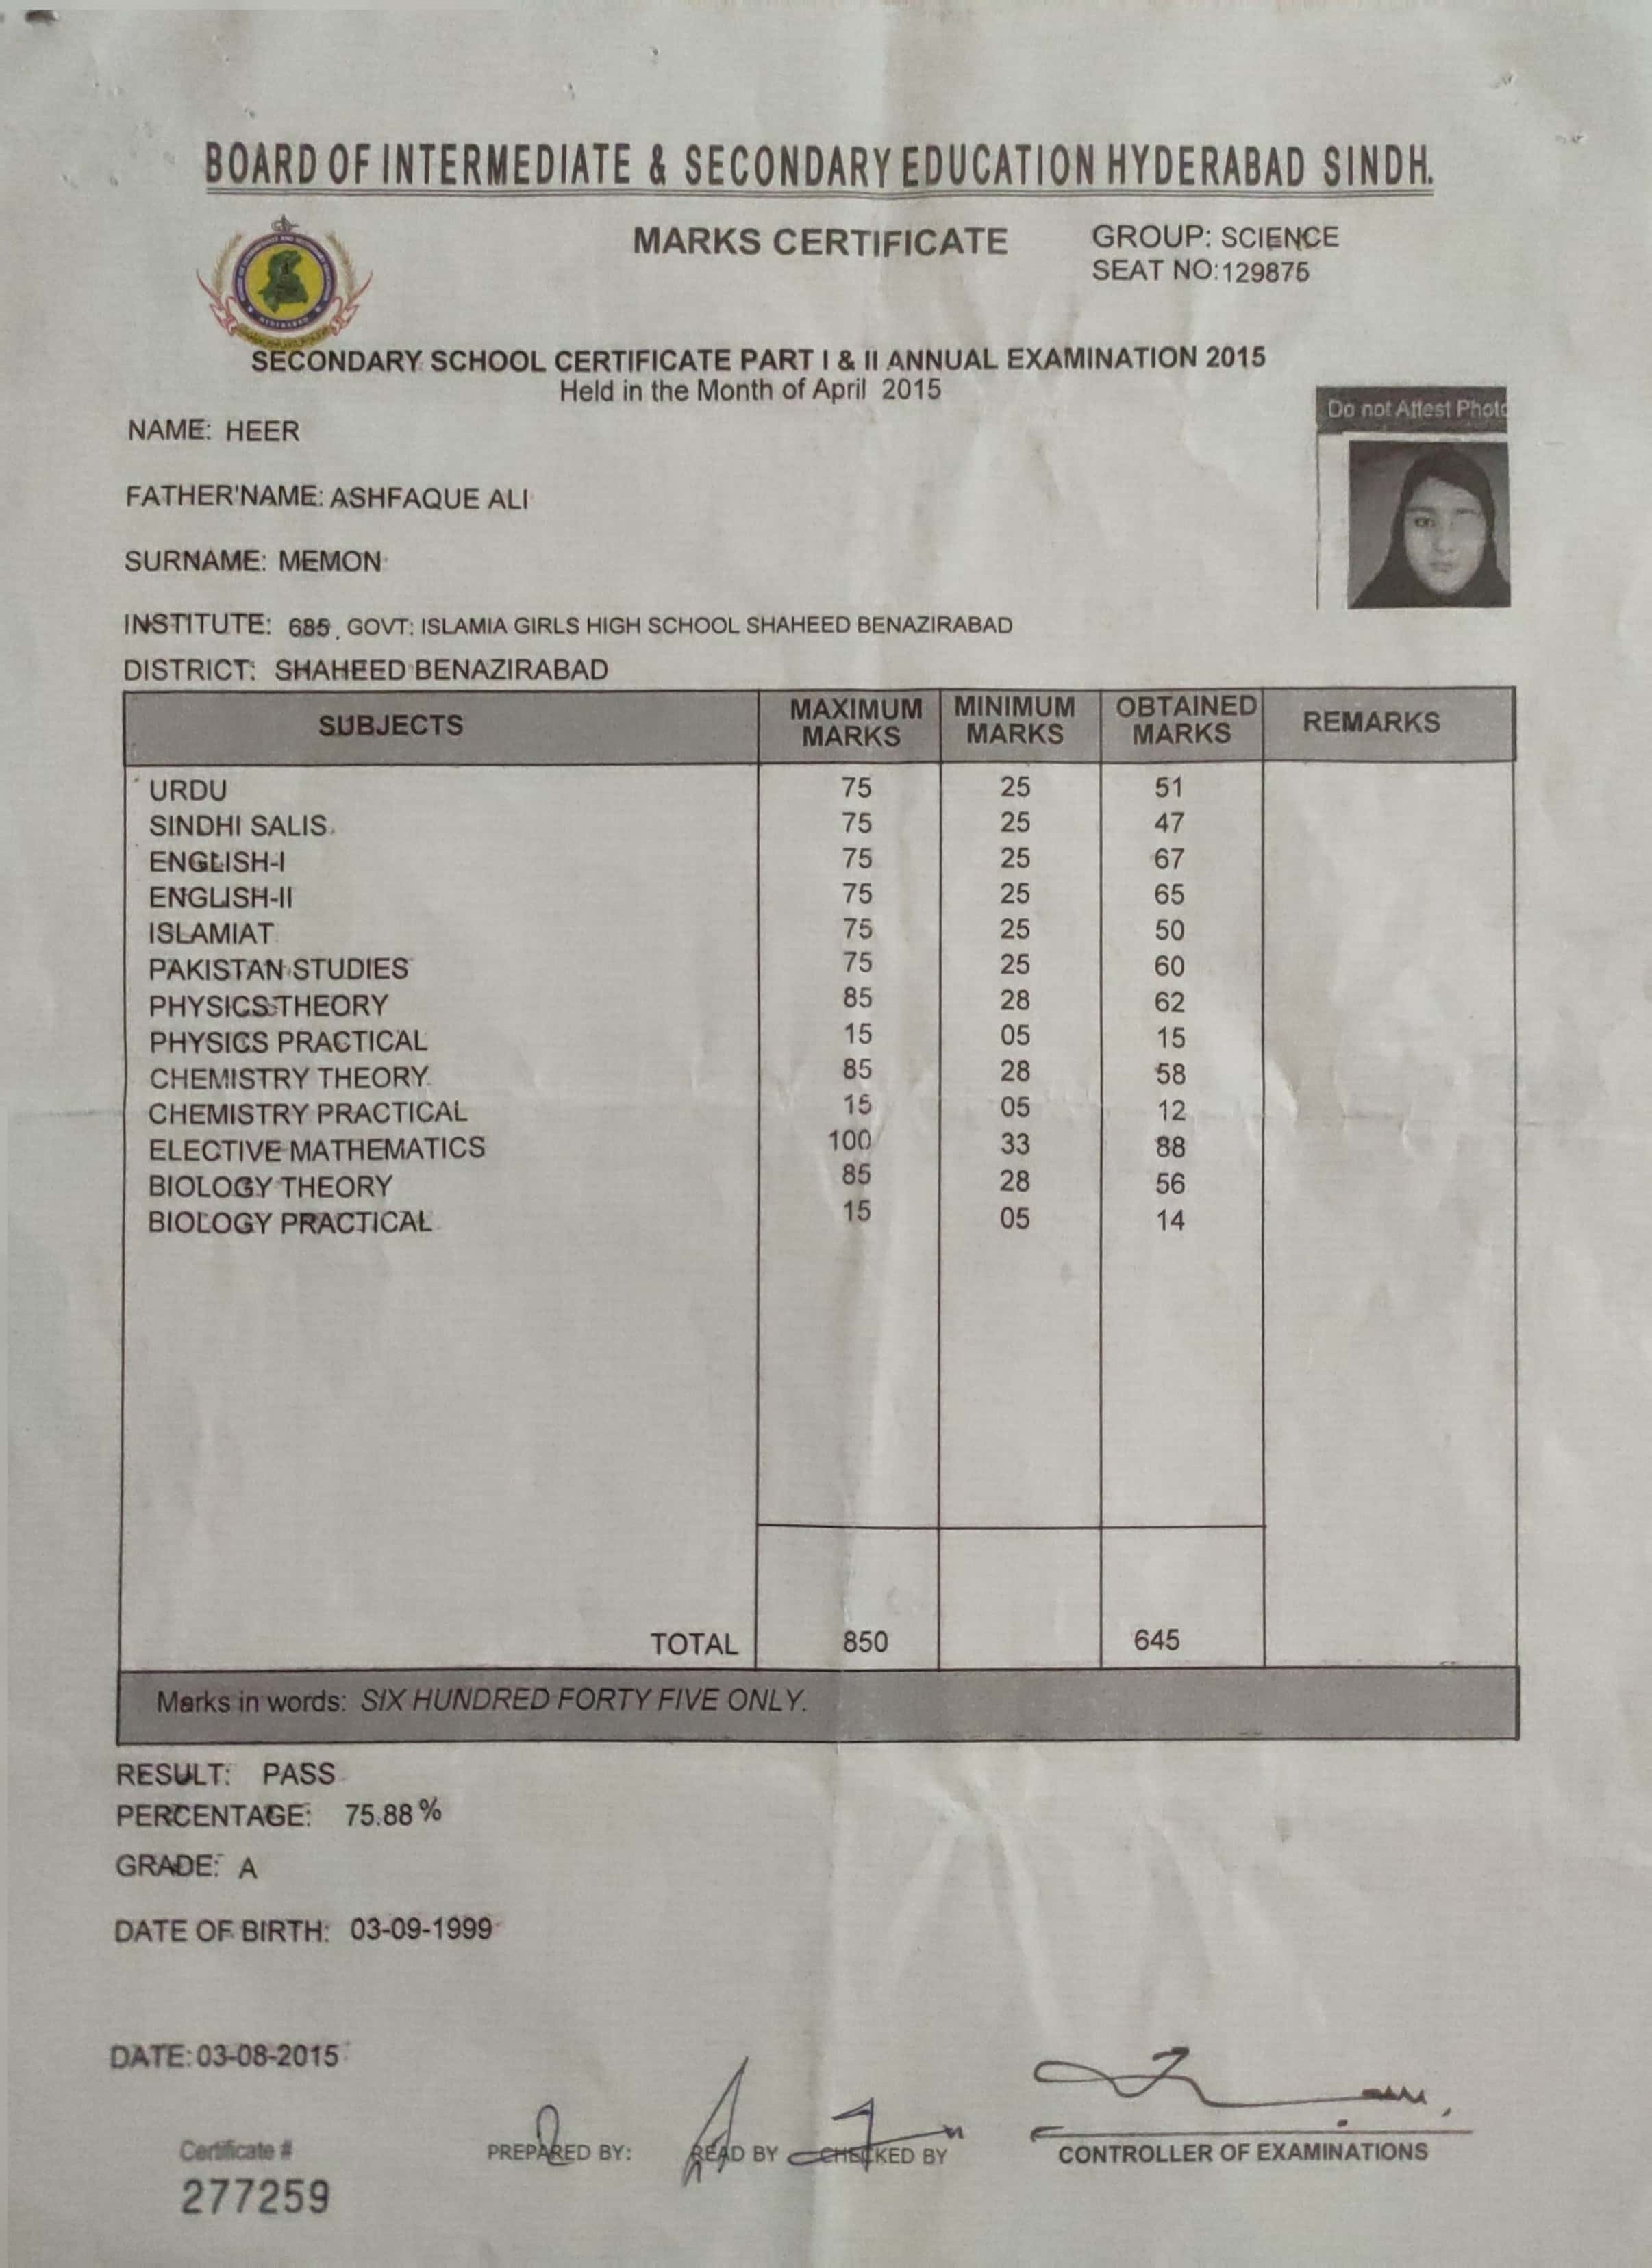 BOARD OF INTERMEDIATE & SECONDARY EDUCATION HYDERABAD SINDH.
MARKS CERTIFICATE
GROUP: SCIENCE
SEAT NO:129875
SECONDARY SCHOOL CERTIFICATE PART I & II ANNUAL EXAMINATION 2015
Held in the Month of April 2015
Do not Attest Photo
NAME: HEER
FATHER'NAME: ASHFAQUE ALI
SURNAME: MEMON
INSTITUTE: 685, GOVT: ISLAMIA GIRLS HIGH SCHOOL SHAHEED BENAZIRABAD
DISTRICT: SHAHEED BENAZIRABAD
SUBJECTS MAXIMUM MARKS MINIMUM MARKS OBTAINED MARKS REMARKS
URDU 75 25 51
SINDHI SALIS. 75 25 47
ENGLISH-I 75 25 67
ENGLISH-II 75 25 65
ISLAMIAT 75 25 50
PAKISTAN STUDIES 75 25 60
PHYSICS THEORY 85 28 62
PHYSICS PRACTICAL 15 05 15
CHEMISTRY THEORY 85 28 58
CHEMISTRY PRACTICAL 15 05 12
ELECTIVE MATHEMATICS 100 33 88
BIOLOGY THEORY 85 28 56
BIOLOGY PRACTICAL 15 05 14
TOTAL 850 645
Marks in words: SIX HUNDRED FORTY FIVE ONLY.
RESULT: PASS
PERCENTAGE: 75.88%
GRADE: A
DATE OF BIRTH: 03-09-1999
DATE: 03-08-2015
Certificate #
277259
PREPARED BY: READ BY CHECKED BY CONTROLLER OF EXAMINATIONS